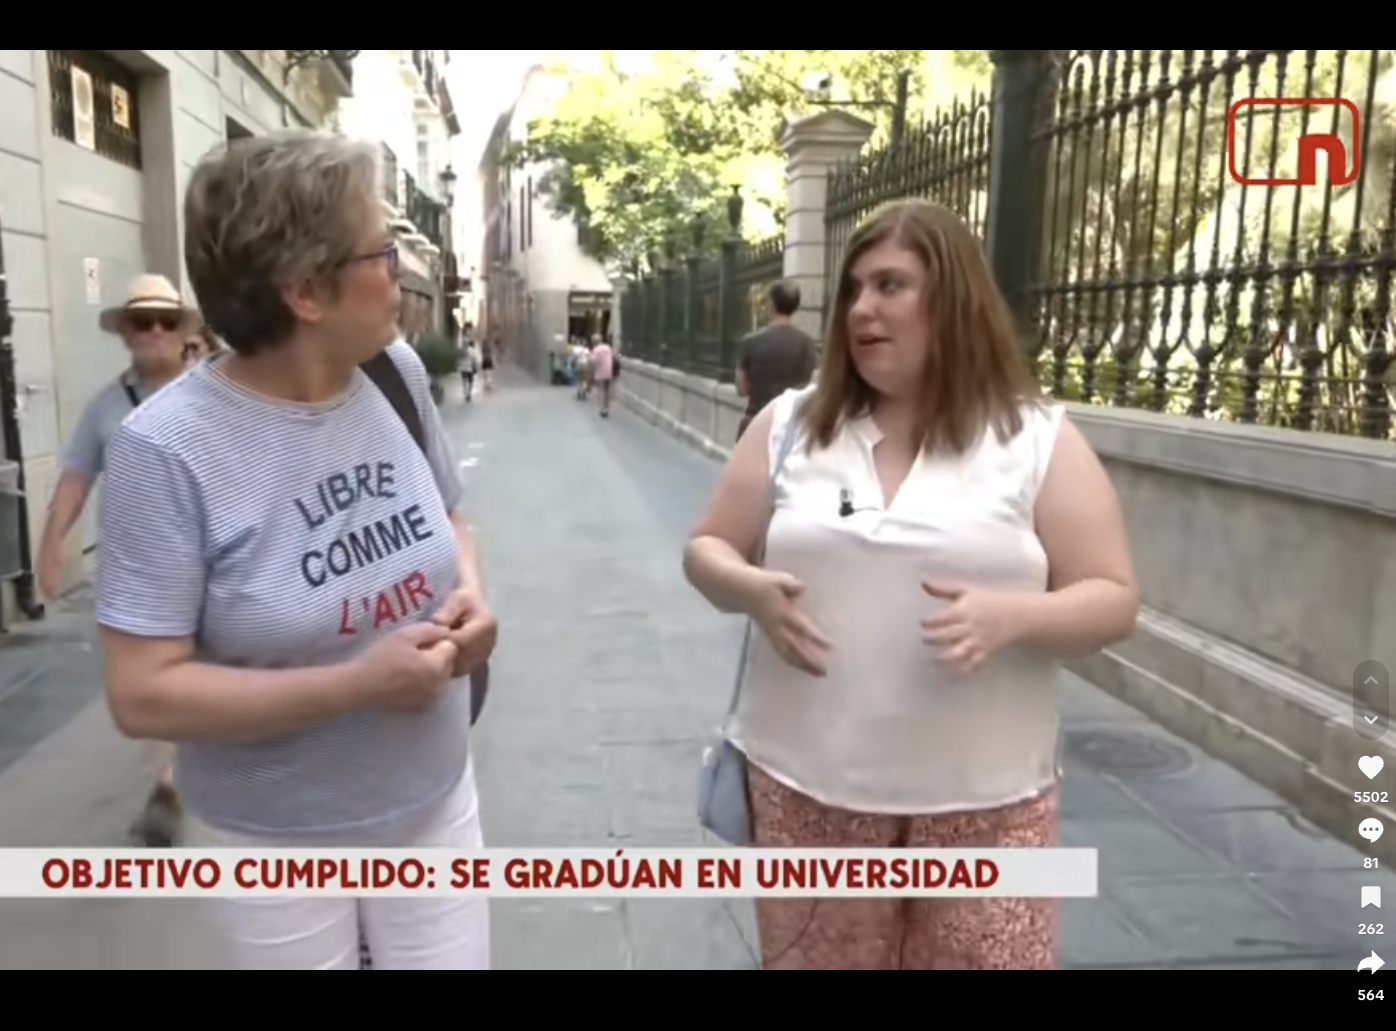 n
LIBRE
COMME
L'AIR
OBJETIVO CUMPLIDO: SE GRADÚAN EN UNIVERSIDAD
5502
81
262
564